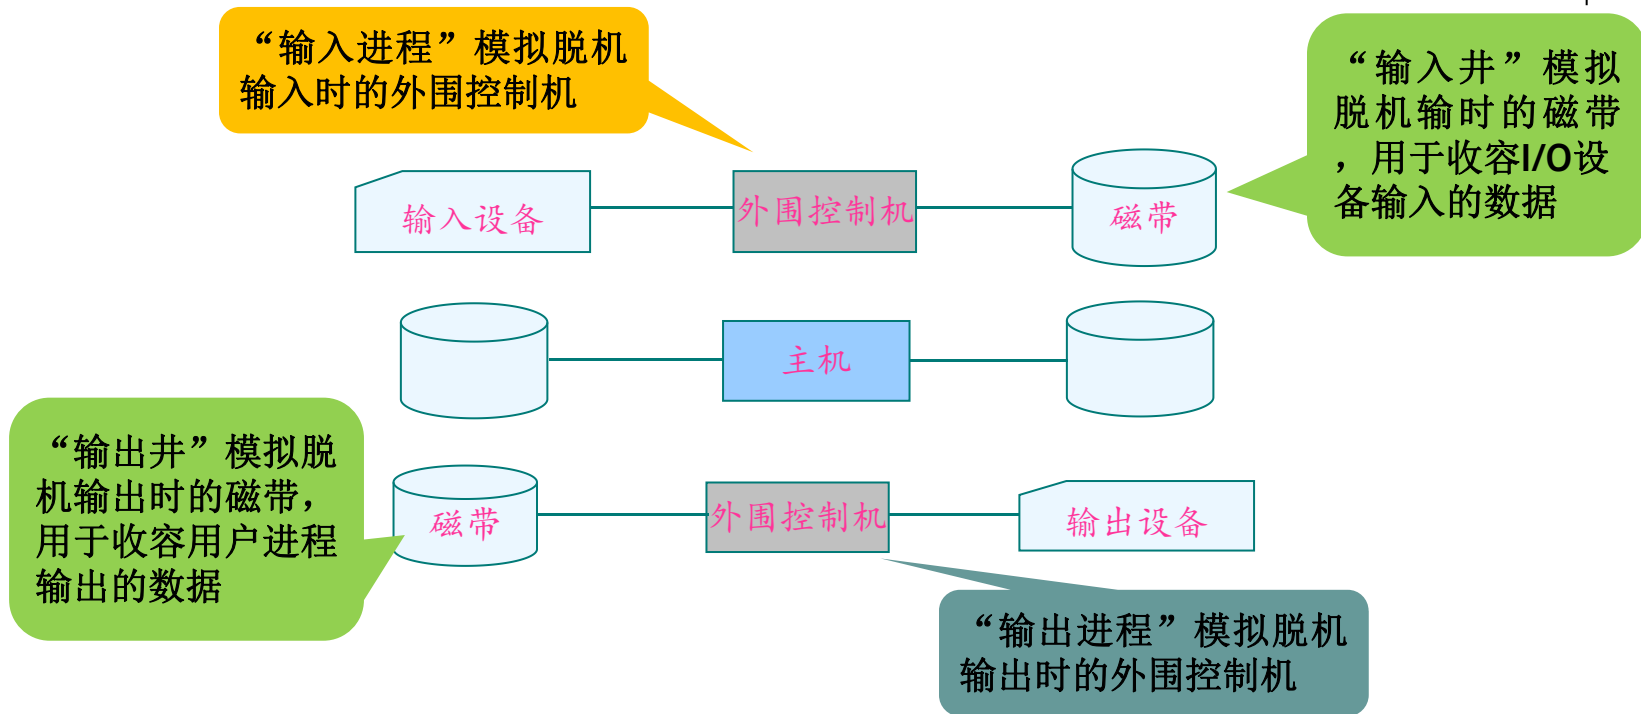 “输入进程”模拟脱机
输入时的外围控制机
“输入井”模拟
脱机输时的磁带
，用于收容I/O设
备输入的数据
输入设备
外围控制机
磁带
主机
“输出井”模拟脱
机输出时的磁带，
用于收容用户进程
输出的数据
磁带
外围控制机
输出设备
“输出进程”模拟脱机
输出时的外围控制机